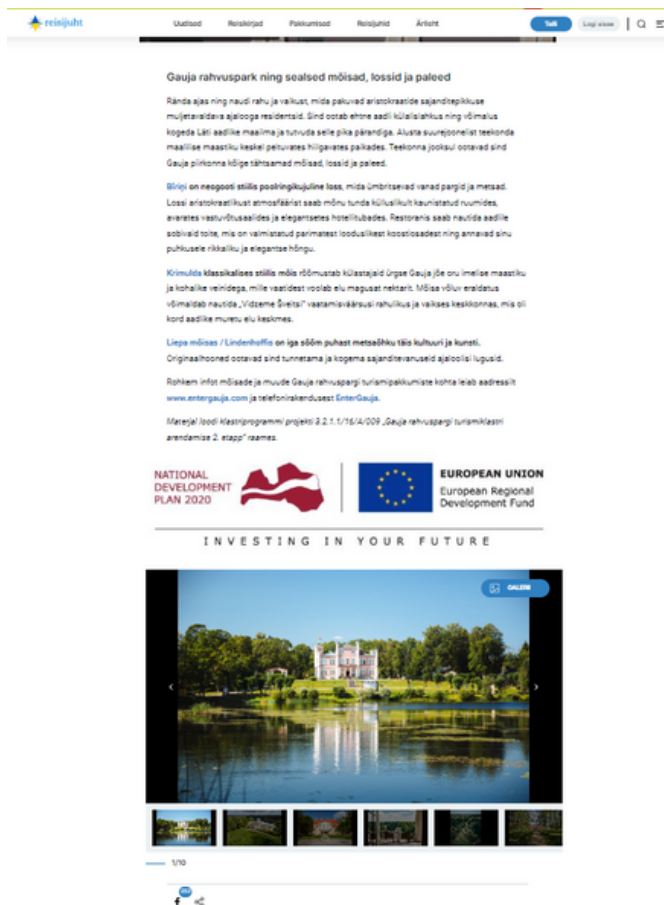 reisijuht
Uudised
Reisikirjad
Pakkumised
Reisijuhid
Ärileht
Telli
Logi sisse
Gauja rahvuspark ning sealsed mõisad, lossid ja paleed
Rända ajas ning naudi rahu ja vaikust, mida pakuvad aristokraatide sajanditepikkuse
muljetavaldava ajalooga residentsid. Sind ootab ehtne aadli külalislahkus ning võimalus
kogeda Läti aadlike maailma ja tutvuda selle pika pärandiga. Alusta suurejoonelist teekonda
maalilise maastiku keskel peituvates hiilgavates paikades. Teekonna jooksul ootavad sind
Gauja piirkonna kõige tähtsamad mõisad, lossid ja paleed.
Bīriņi on neogooti stiilis poolringikujuline loss, mida ümbritsevad vanad pargid ja metsad.
Lossi aristokraatlikust atmosfäärist saab mõnu tunda külluslikult kaunistatud ruumides,
avarates vastuvõtusaalides ja elegantsetes hotellitubades. Restoranis saab nautida aadlile
sobivaid toite, mis on valmistatud parimatest looduslikest koostisosadest ning annavad sinu
puhkusele rikkaliku ja elegantse hõngu.
Krimulda klassikalises stiilis mõis rõõmustab külastajaid ürgse Gauja jõe oru imelise maastiku
ja kohalike veinidega, mille vaatidest voolab elu magusat nektarit. Mõisa võluv eraldatus
võimaldab nautida „Vidzeme Šveitsi" vaatamisväärsusi rahulikus ja vaikses keskkonnas, mis oli
kord aadlike muretu elu keskmes.
Liepa mõisas / Lindenhoffis on iga sõõm puhast metsaõhku täis kultuuri ja kunsti.
Originaalhooned ootavad sind tunnetama ja kogema sajanditevanuseid ajaloolisi lugusid.
Rohkem infot mõisade ja muude Gauja rahvuspargi turismipakkumiste kohta leiab aadressilt
www.entergauja.com ja telefonirakendusest EnterGauja.
Materjal loodi klastriprogrammi projekti 3.2.1.1/16/A/009 „Gauja rahvuspargi turismiklastri
arendamise 2. etapp" raames.
NATIONAL
DEVELOPMENT
PLAN 2020
EUROPEAN UNION
European Regional
Development Fund
INVESTING IN YOUR FUTURE
GALERII
1/10